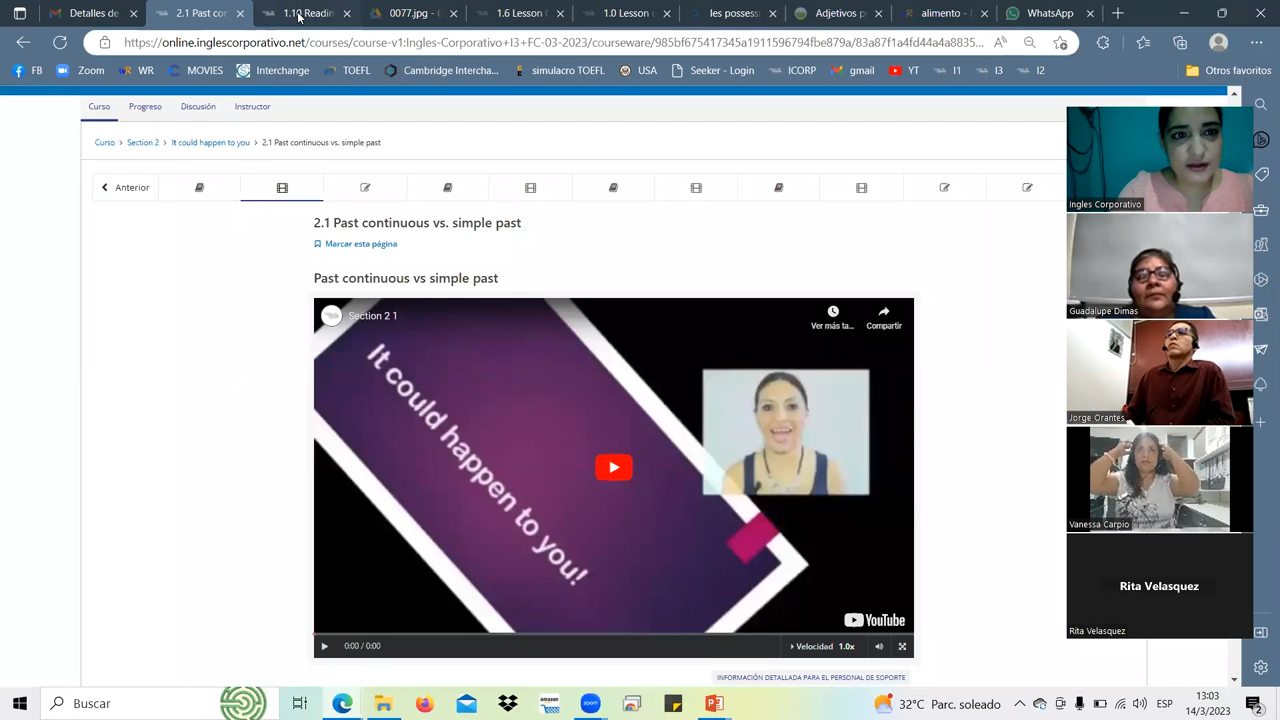 2.1 Past c
1.10 Readin
0077.jpg - G
1.6 Lesson
1.0 Lesson
Adjetivos p
alimento -
https://online.inglescorporativo.net/courses/course-v1:Ingles-Corporativo+I3+FC-03-2023/courseware/985bf675417345a1911596794fbe879a/83a87f1a4fd44a4a8835...
FB
Zoom
WR
MOVIES
Interchange
TOEFL
Cambridge Intercha...
simulacro TOEFL
USA
Seeker - Login
ICORP
gmail
YT
I1
I3
I2
Otros favoritos
Curso
Progreso
Discusión
Instructor
Curso > Section 2 > It could happen to you > 2.1 Past continuous vs. simple past
Anterior
2.1 Past continuous vs. simple past
Marcar esta página
Past continuous vs simple past
Section 2 1
Ver más ta...
Compartir
It could happen to you!
YouTube
0:00 / 0:00
Velocidad 1.0x
INFORMACIÓN DETALLADA PARA EL PERSONAL DE SOPORTE
Ingles Corporativo
Guadalupe Dimas
Jorge Orantes
Vanessa Carpio
Rita Velasquez
Rita Velasquez
Buscar
amazon
32°C Parc. soleado
ESP
13:03
14/3/2023
2